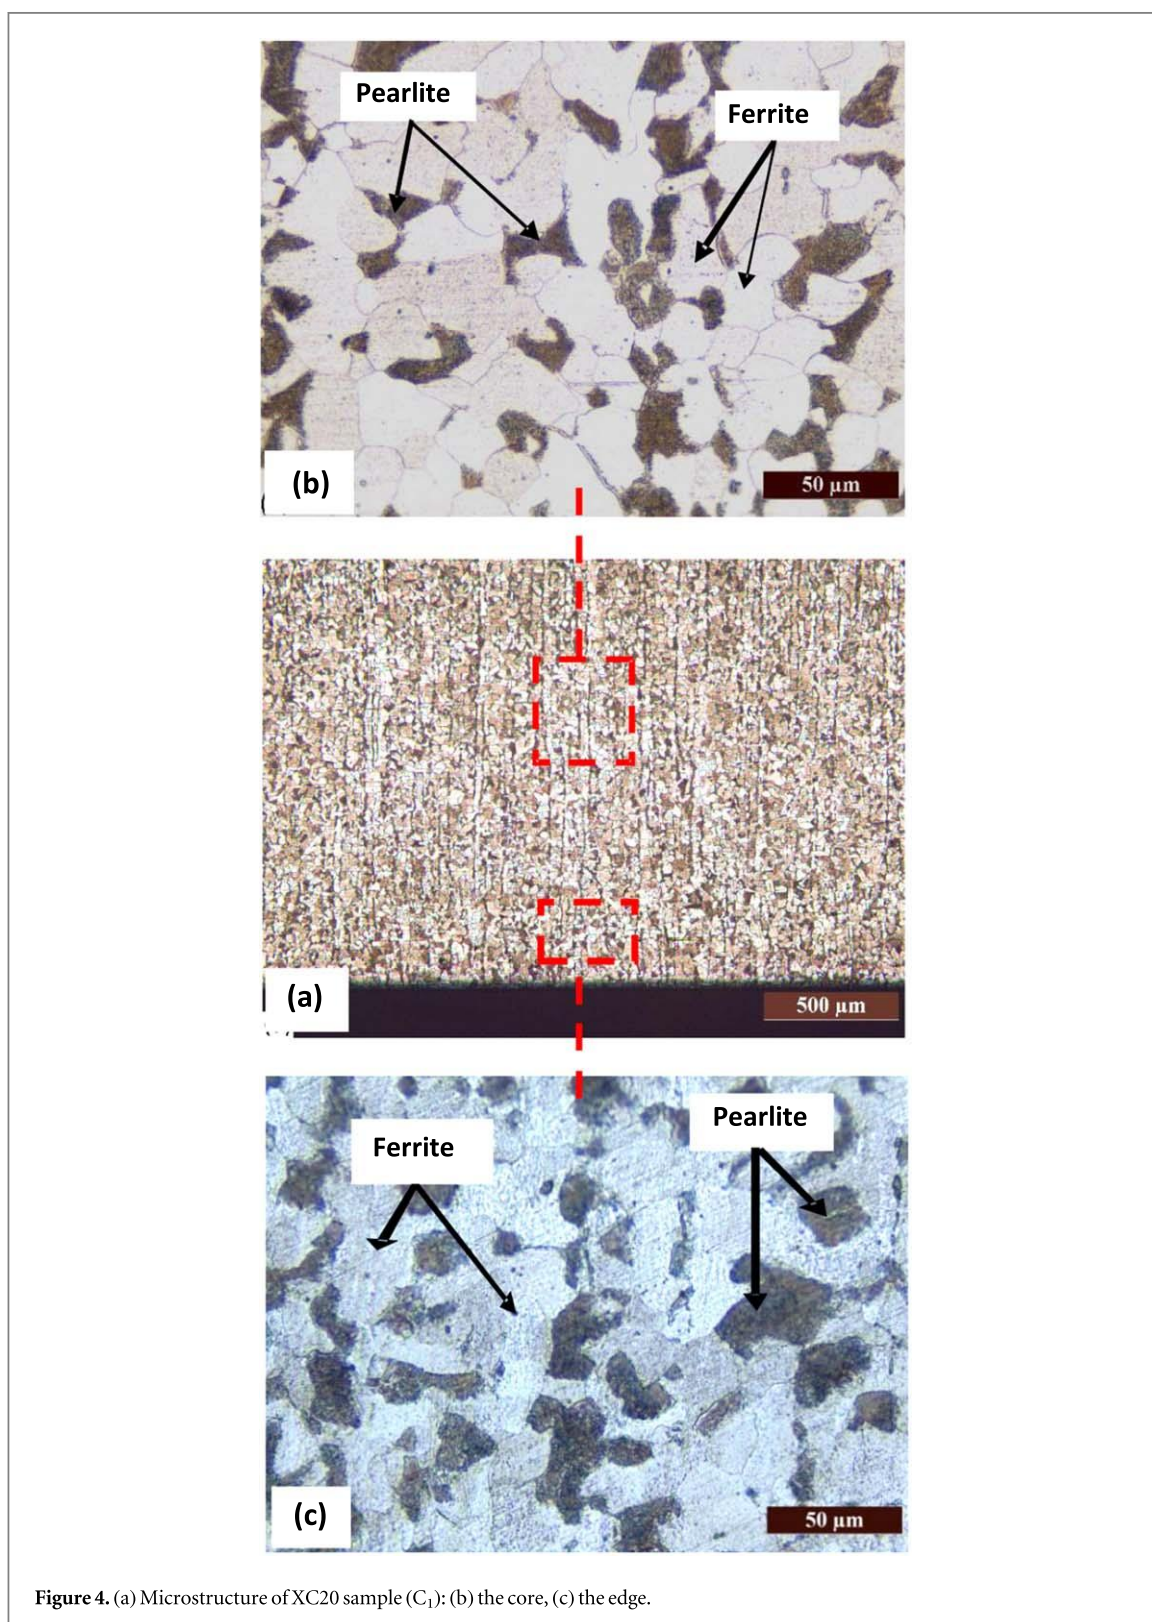 Pearlite
Ferrite
(b)
50 µm
(a)
500 µm
Ferrite
Pearlite
(c)
50 µm
Figure 4. (a) Microstructure of XC20 sample (C₁): (b) the core, (c) the edge.